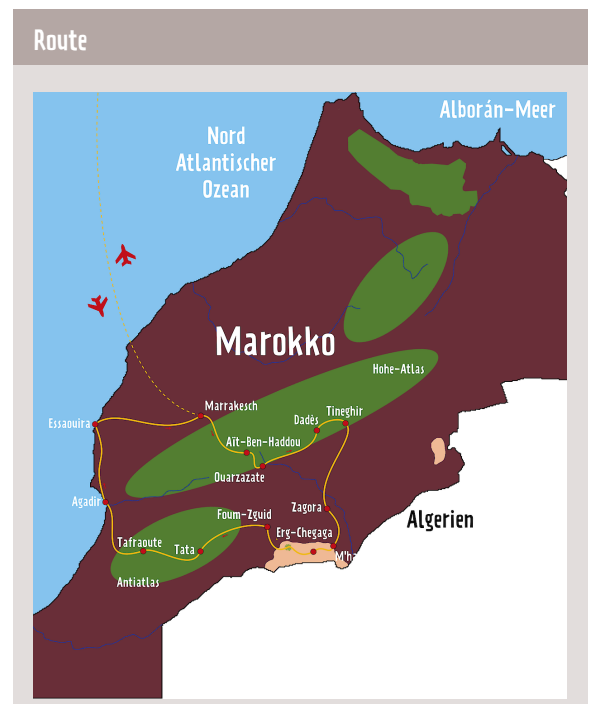 Route
Alborán-Meer
Nord
Atlantischer
Ozean
Marokko
Hohe-Atlas
Marrakesch
Tineghir
Dadès
Essaouira
Aït-Ben-Haddou
Ouarzazate
Agadir
Zagora
Foum-Zguid
Algerien
Erg-Chegaga
Tafraoute
Tata
M'ha
Antiatlas